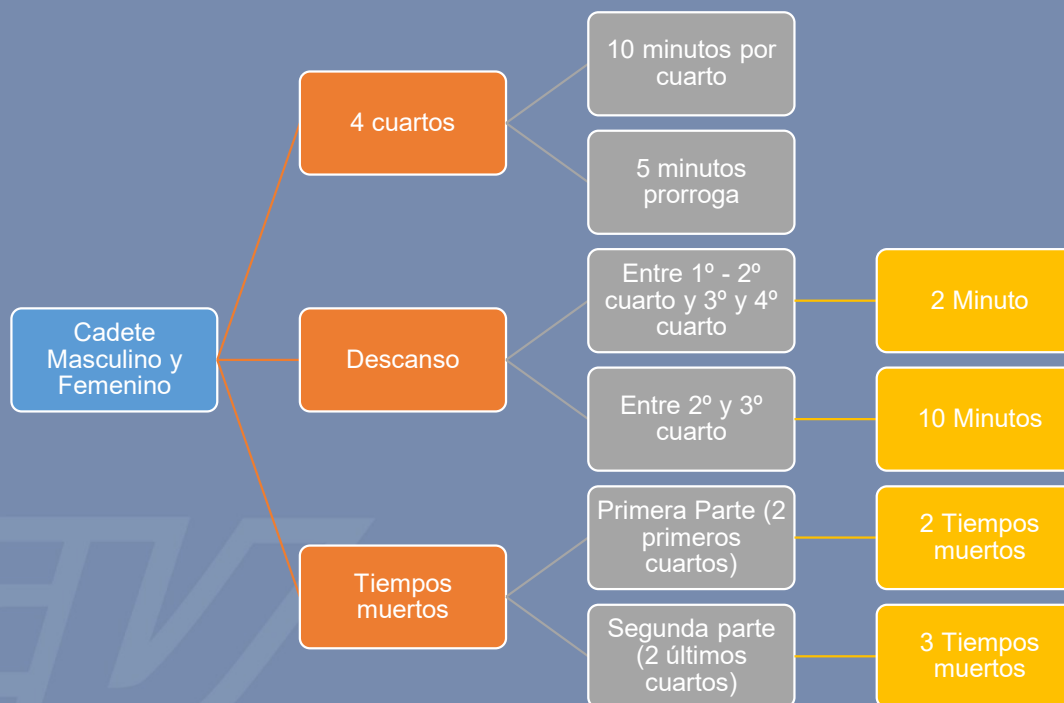 Cadete
Masculino y
Femenino
4 cuartos
10 minutos por
cuarto
5 minutos
prorroga
Descanso
Entre 1º - 2º
cuarto y 3º y 4º
cuarto
2 Minuto
Entre 2º y 3º
cuarto
10 Minutos
Tiempos
muertos
Primera Parte (2
primeros
cuartos)
2 Tiempos
muertos
Segunda parte
(2 últimos
cuartos)
3 Tiempos
muertos